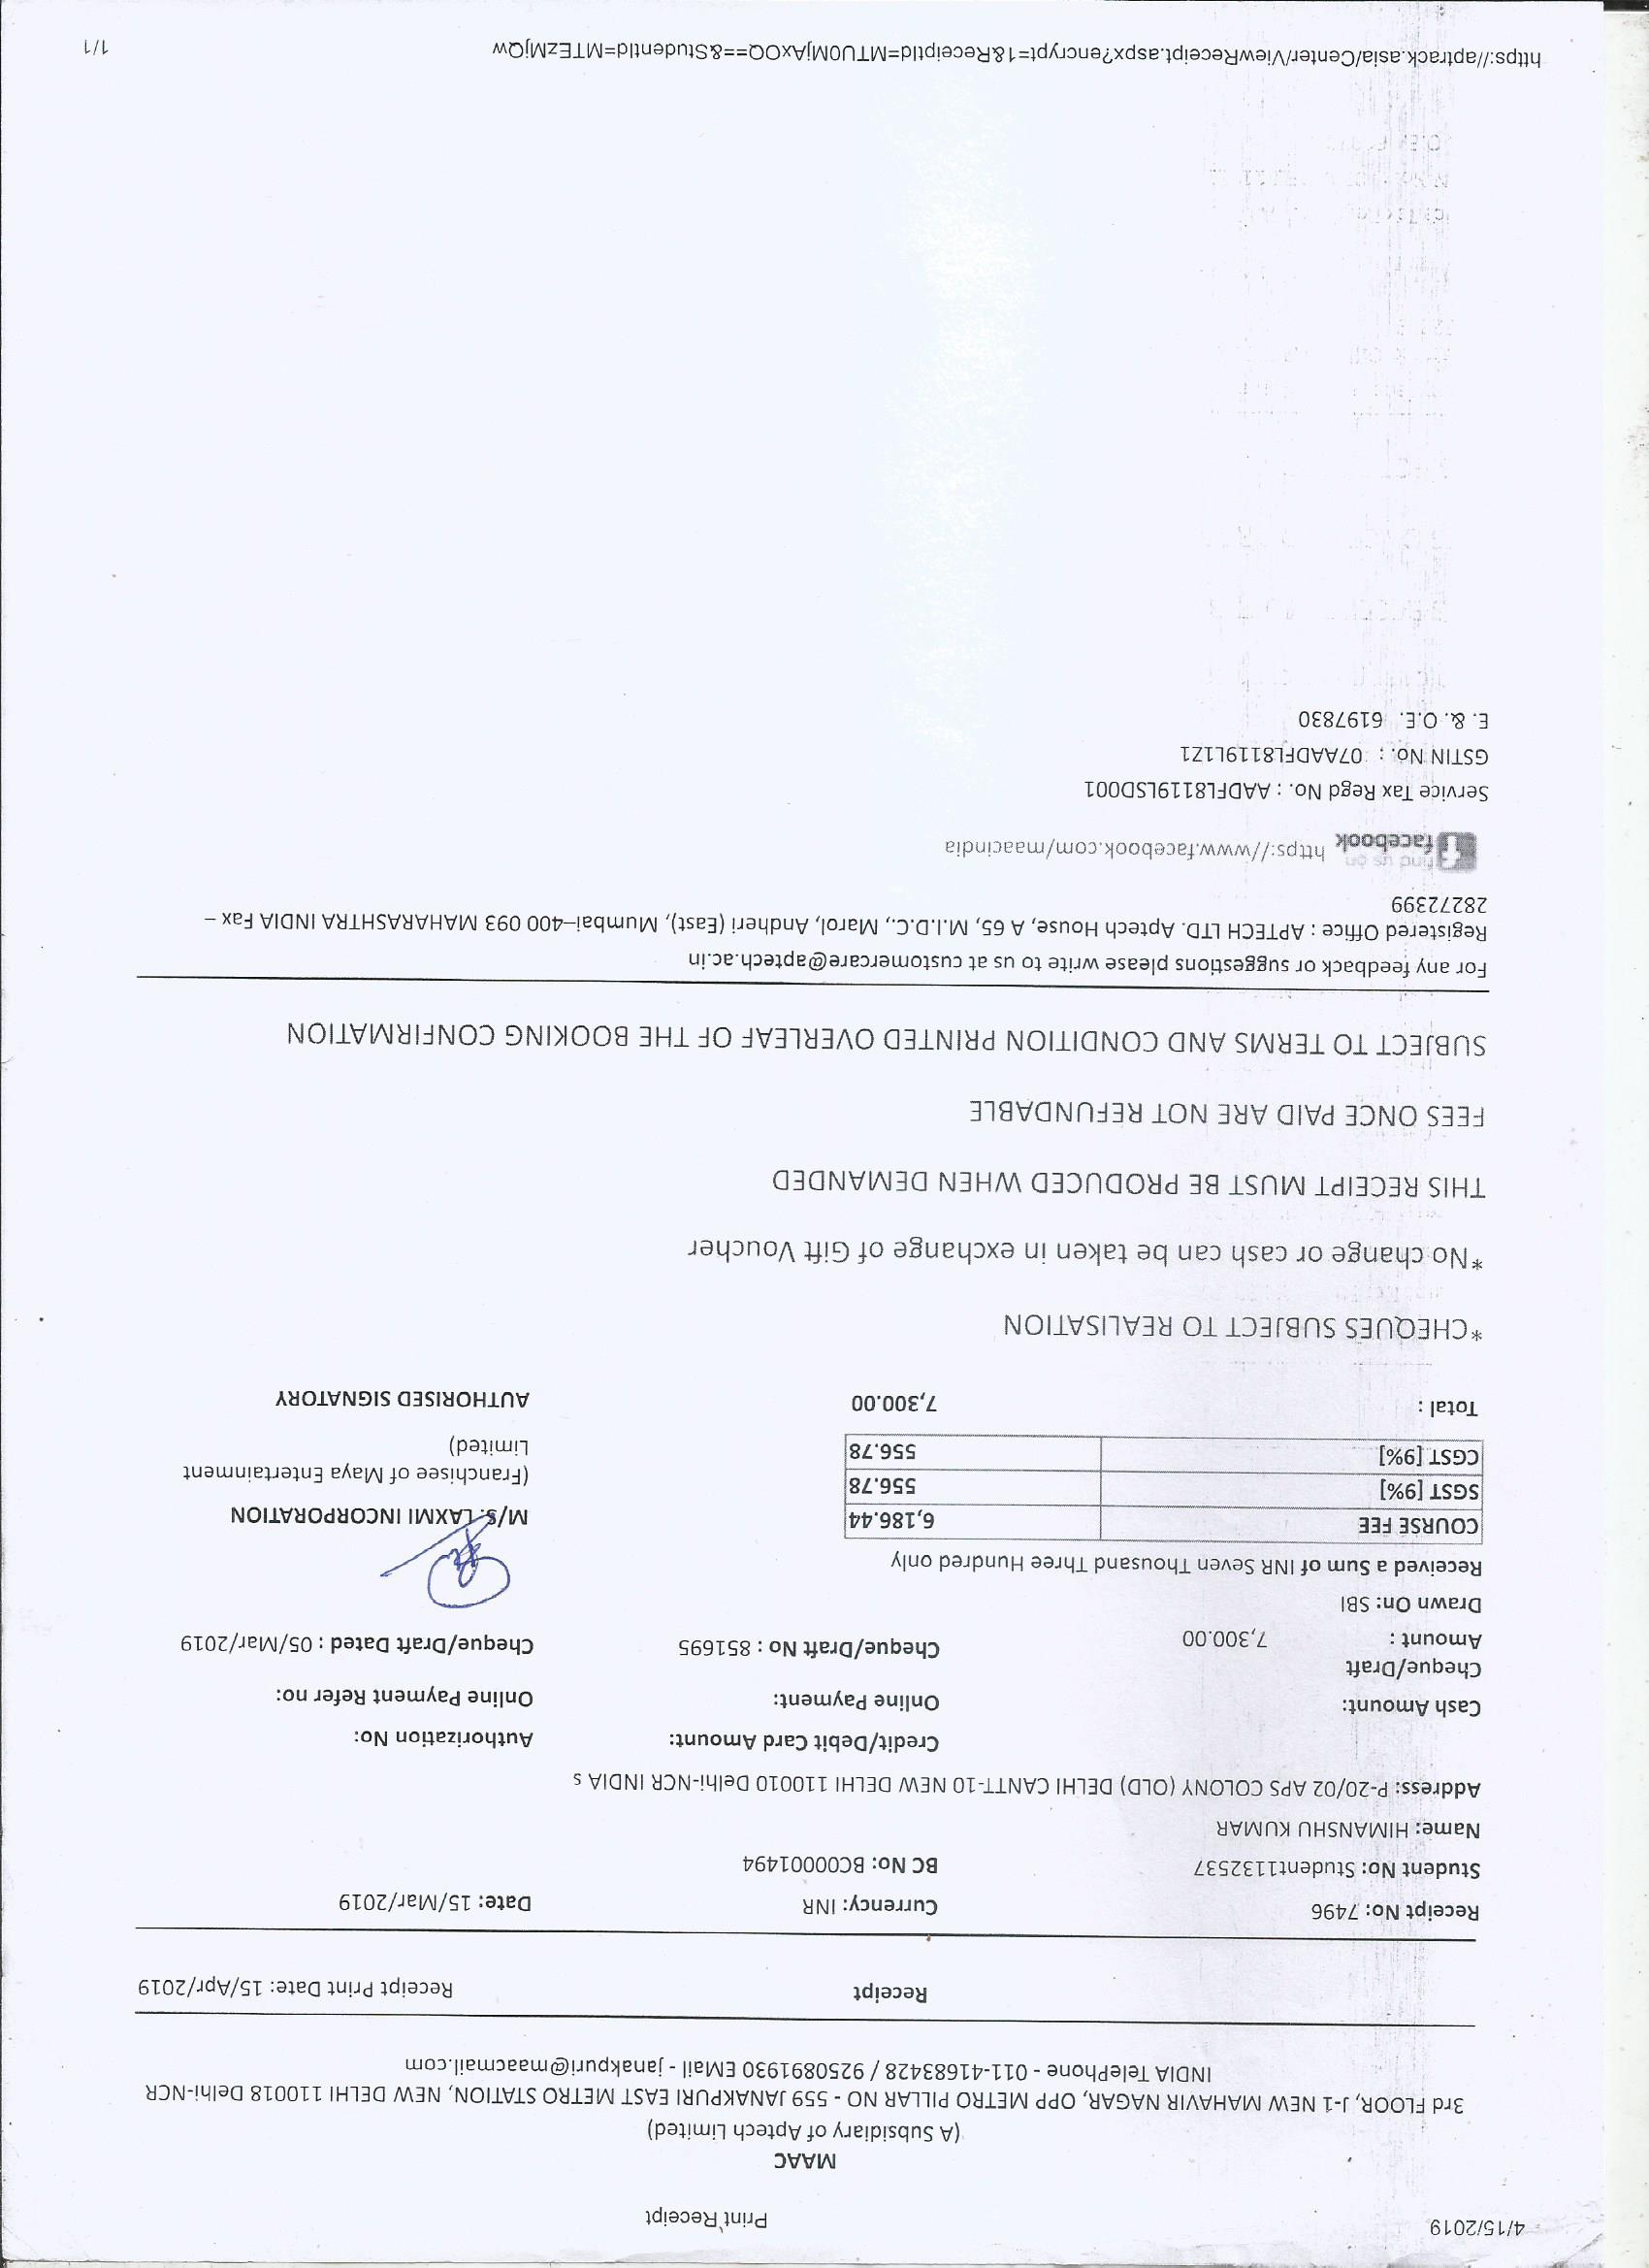 4/15/2019
Print Receipt
MAAC
(A Subsidiary of Aptech Limited)
3rd FLOOR, J-1 NEW MAHAVIR NAGAR, OPP METRO PILLAR NO - 559 JANAKPURI EAST METRO STATION, NEW DELHI 110018 Delhi-NCR
INDIA TelePhone - 011-41683428 / 9250891930 EMail - janakpuri@maacmail.com
Receipt Receipt Print Date: 15/Apr/2019
Receipt No: 7496 Currency: INR Date: 15/Mar/2019
Student No: Student1132537 BC No: BC00001494
Name: HIMANSHU KUMAR
Address: P-20/02 APS COLONY (OLD) DELHI CANTT-10 NEW DELHI 110010 Delhi-NCR INDIA s
Credit/Debit Card Amount: Authorization No:
Cash Amount: Online Payment: Online Payment Refer no:
Cheque/Draft
Amount : 7,300.00 Cheque/Draft No : 851695 Cheque/Draft Dated : 05/Mar/2019
Drawn On: SBI
Received a Sum of INR Seven Thousand Three Hundred only
COURSE FEE 6,186.44
SGST [9%] 556.78
CGST [9%] 556.78
Total : 7,300.00
M/S. LAXMI INCORPORATION
(Franchisee of Maya Entertainment
Limited)
AUTHORISED SIGNATORY
*CHEQUES SUBJECT TO REALISATION
*No change or cash can be taken in exchange of Gift Voucher
THIS RECEIPT MUST BE PRODUCED WHEN DEMANDED
FEES ONCE PAID ARE NOT REFUNDABLE
SUBJECT TO TERMS AND CONDITION PRINTED OVERLEAF OF THE BOOKING CONFIRMATION
For any feedback or suggestions please write to us at customercare@aptech.ac.in
Registered Office : APTECH LTD. Aptech House, A 65, M.I.D.C., Marol, Andheri (East), Mumbai–400 093 MAHARASHTRA INDIA Fax –
28272399
find us on
facebook https://www.facebook.com/maacindia
Service Tax Regd No. : AADFL8119LSD001
GSTIN No. : 07AADFL8119L1Z1
E. &. O.E. 6197830
https://aptrack.asia/Center/ViewReceipt.aspx?encrypt=1&ReceiptId=MTU0MjAxOQ==&StudentId=MTEzMjQw
1/1